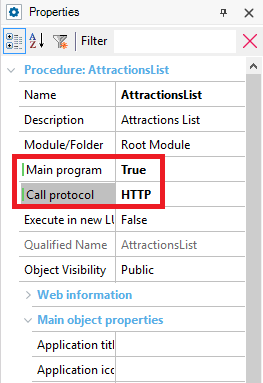 Properties
Filter
Procedure: AttractionsList
Name AttractionsList
Description Attractions List
Module/Folder Root Module
Main program True
Call protocol HTTP
Execute in new LU False
Qualified Name AttractionsList
Object Visibility Public
Web information
Main object properties
Application titl
Application ico